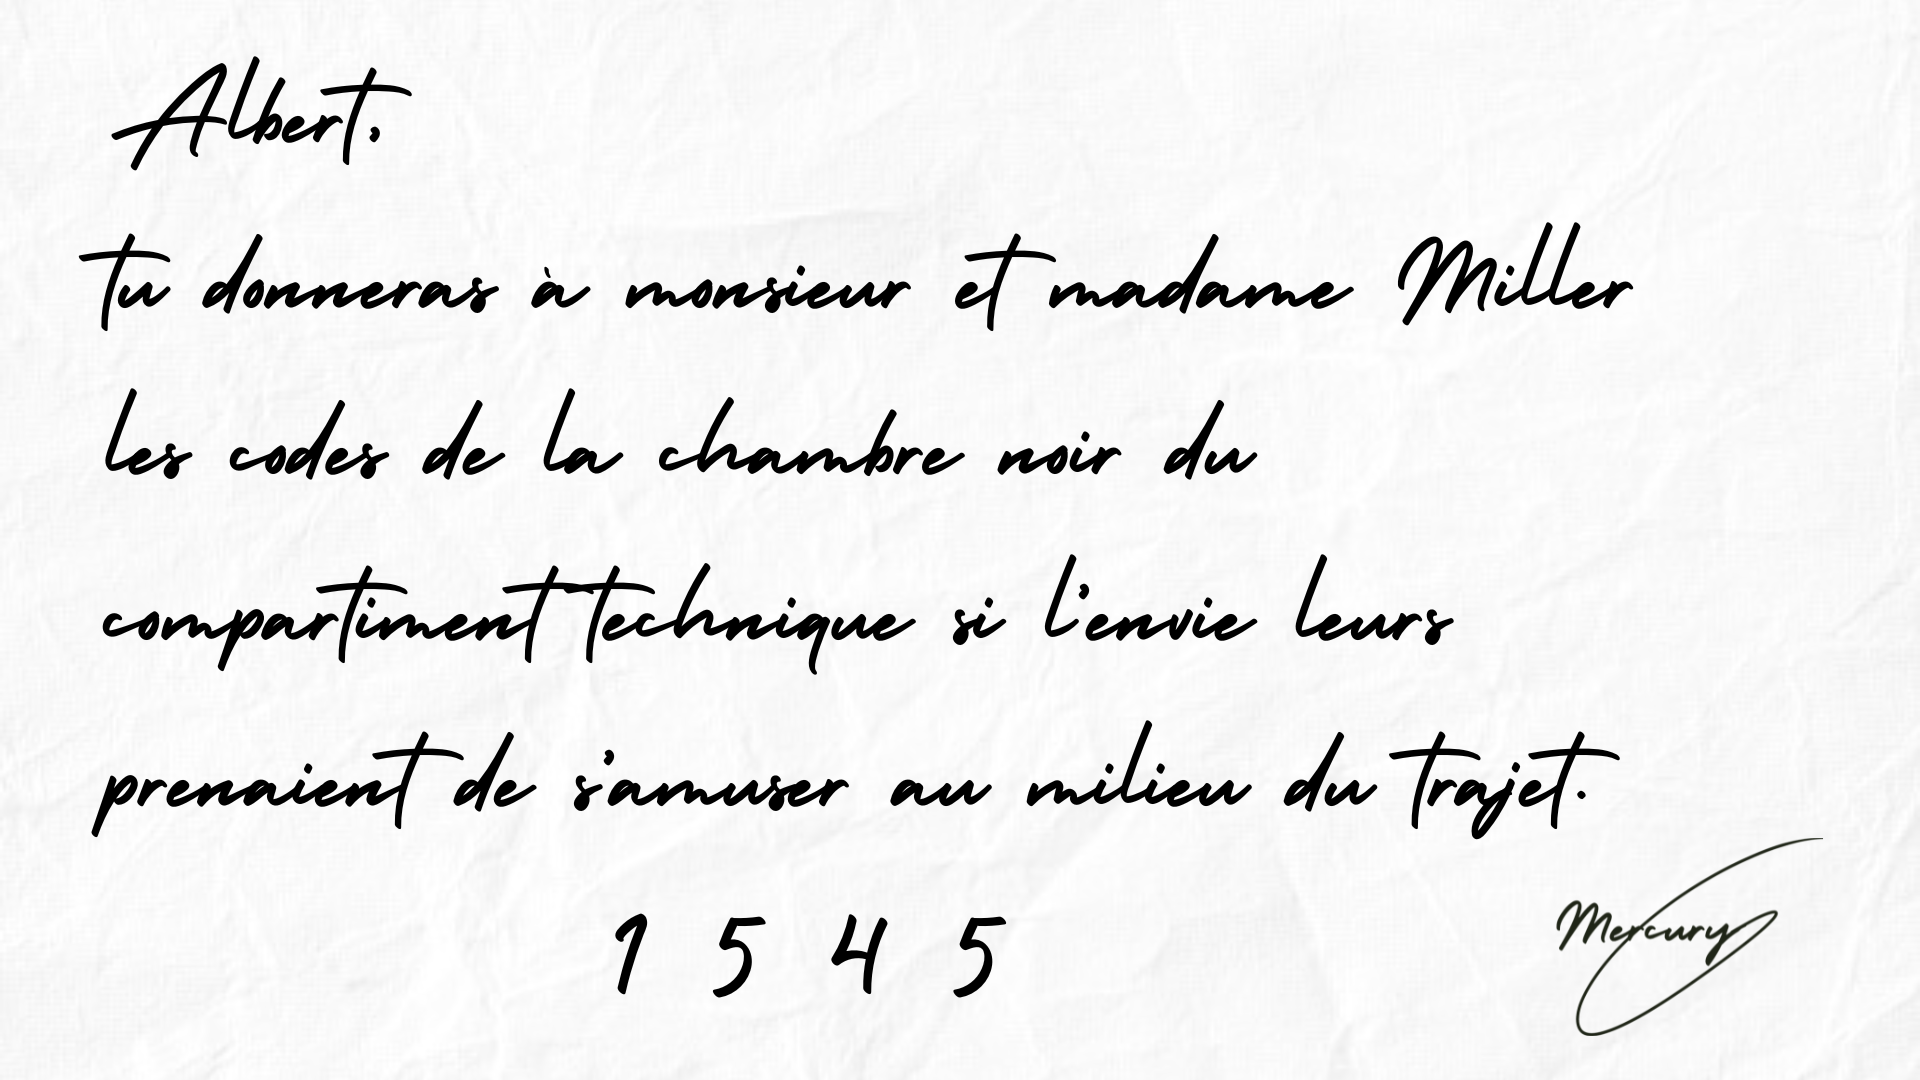 Albert,
tu donneras à monsieur et madame Miller
les codes de la chambre noir du
compartiment technique si l'envie leurs
prenaient de s'amuser au milieu du trajet.
1 5 4 5
Mercury